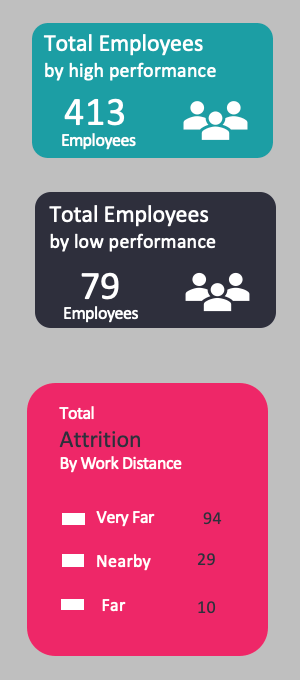 Total Employees
by high performance
413
Employees
Total Employees
by low performance
79
Employees
Total
Attrition
By Work Distance
Very Far 94
Nearby 29
Far 10